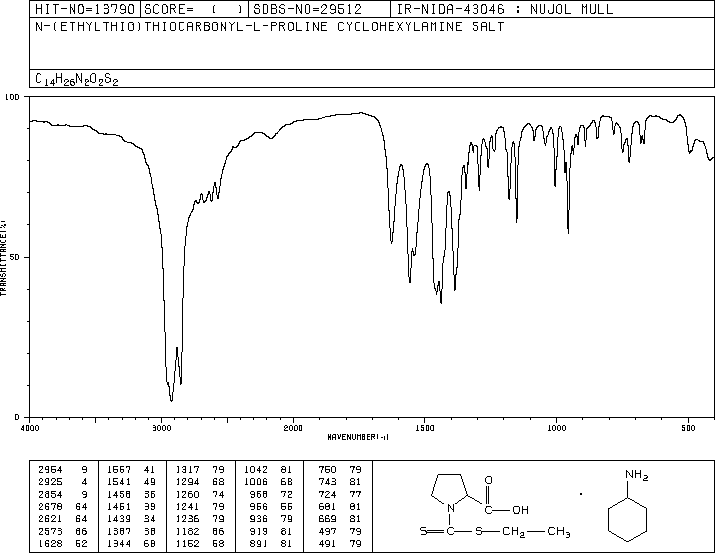 HIT-NO=13790 SCORE= ( ) SDBS-NO=29512 IR-NIDA-43046 : NUJOL MULL
N-(ETHYLTHIO)THIOCARBONYL-L-PROLINE CYCLOHEXYLAMINE SALT
C14H26N2O2S2
100
50
0
TRANSMITTANCE(%)
4000 3000 2000 1500 1000 500
WAVENUMBER(-1)
2954 9 1557 41 1317 79 1042 81 750 79
2925 4 1541 49 1294 68 1006 68 743 81
2854 9 1458 36 1260 74 968 72 724 77
2678 64 1451 39 1241 79 956 55 681 81
2621 64 1439 34 1236 79 936 79 669 81
2573 66 1387 38 1182 66 919 81 497 79
1628 52 1344 68 1152 58 891 81 491 79
O
C OH
N
S C S CH2 CH3
NH2